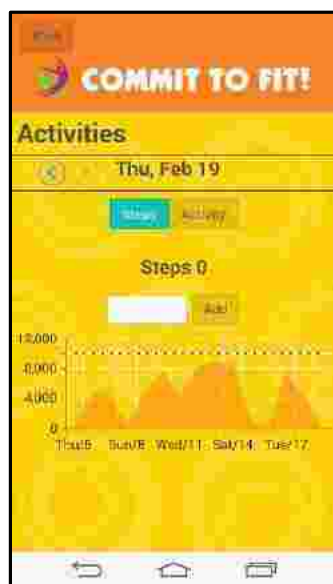 COMMIT TO FIT!
Activities
Thu, Feb 19
Steps Activity
Steps 0
Add
12,000
8,000
4,000
0
Thu/5 Sun/8 Wed/11 Sat/14 Tue/17